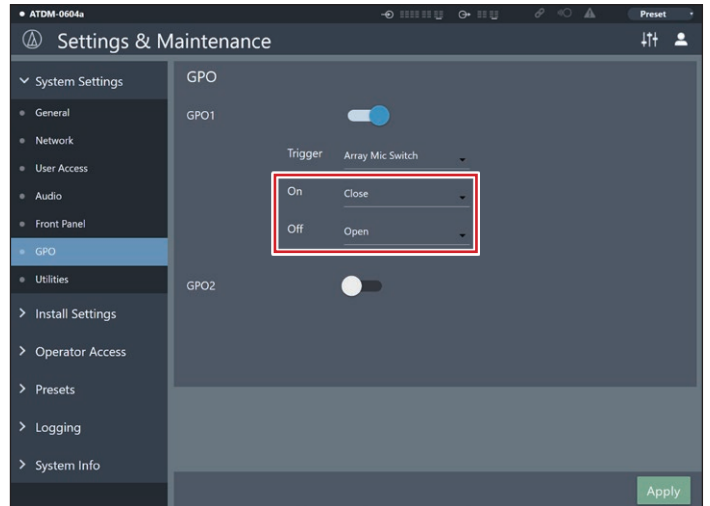 ATDM-0604a
Preset
Settings & Maintenance
System Settings
General
Network
User Access
Audio
Front Panel
GPO
Utilities
Install Settings
Operator Access
Presets
Logging
System Info
GPO
GPO1
Trigger Array Mic Switch
On Close
Off Open
GPO2
Apply